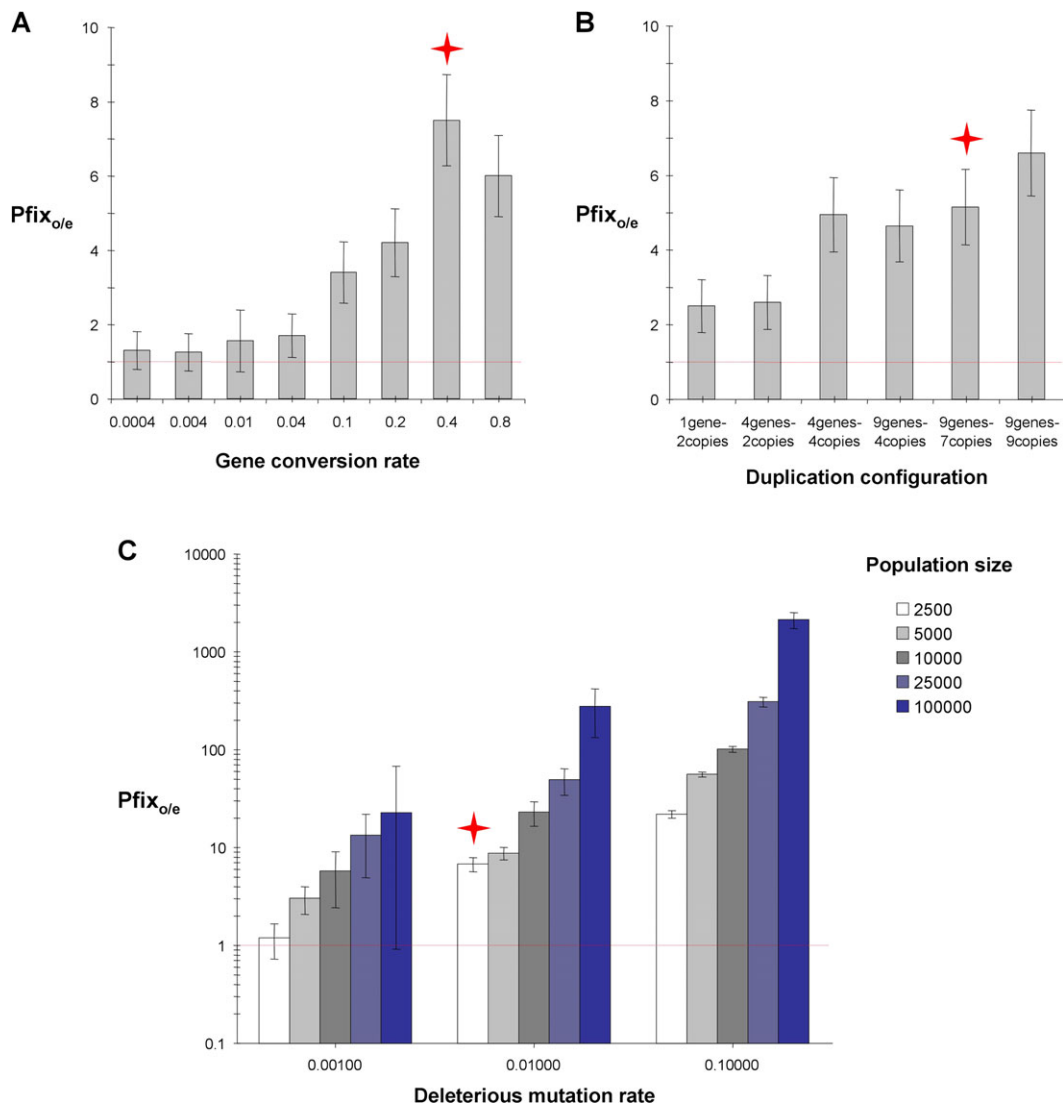 A
10
8
6
4
2
0
Pfixo/e
0.0004 0.004 0.01 0.04 0.1 0.2 0.4 0.8
Gene conversion rate
B
10
8
6
4
2
0
Pfixo/e
1gene- 4genes- 4genes- 9genes- 9genes- 9genes-
2copies 2copies 4copies 4copies 7copies 9copies
Duplication configuration
C
10000
1000
100
10
1
0.1
Pfixo/e
0.00100 0.01000 0.10000
Deleterious mutation rate
Population size
2500
5000
10000
25000
100000